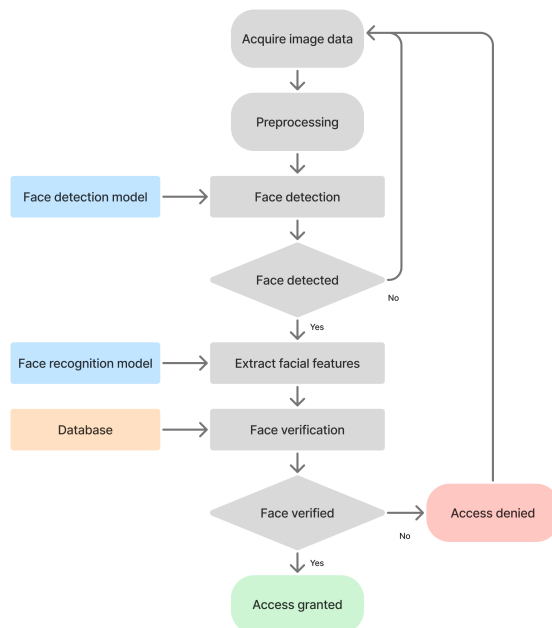 Acquire image data
Preprocessing
Face detection model
Face detection
Face detected
No
Yes
Face recognition model
Extract facial features
Database
Face verification
Face verified
Access denied
No
Yes
Access granted